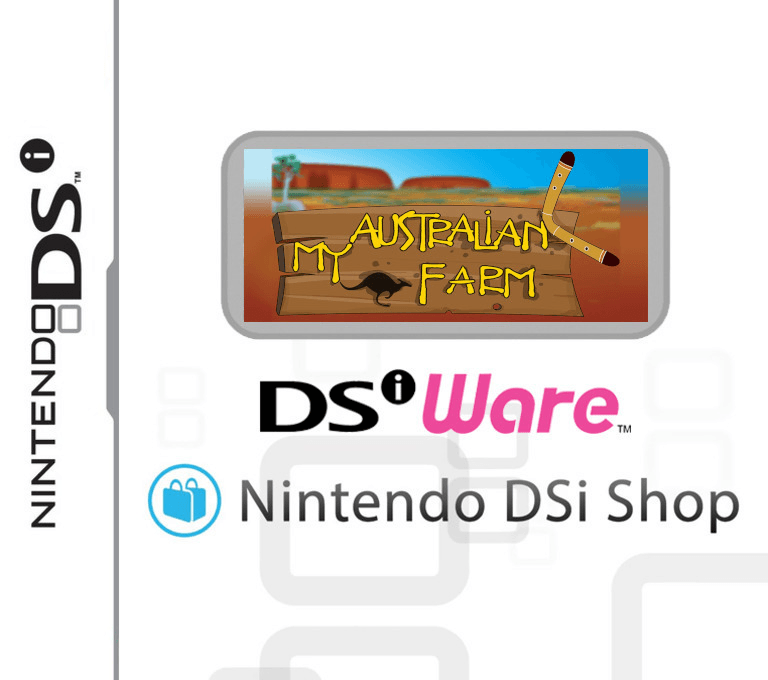 NINTENDO DSi™
AUSTRALIAN
MY FARM
DSiWare™
Nintendo DSi Shop